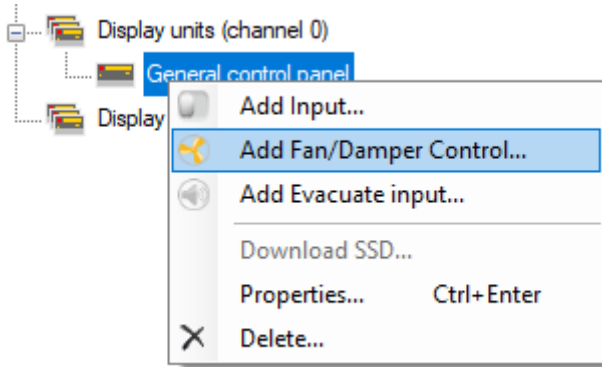 Display units (channel 0)
General control panel
Display
Add Input...
Add Fan/Damper Control...
Add Evacuate input...
Download SSD...
Properties... Ctrl+Enter
Delete...